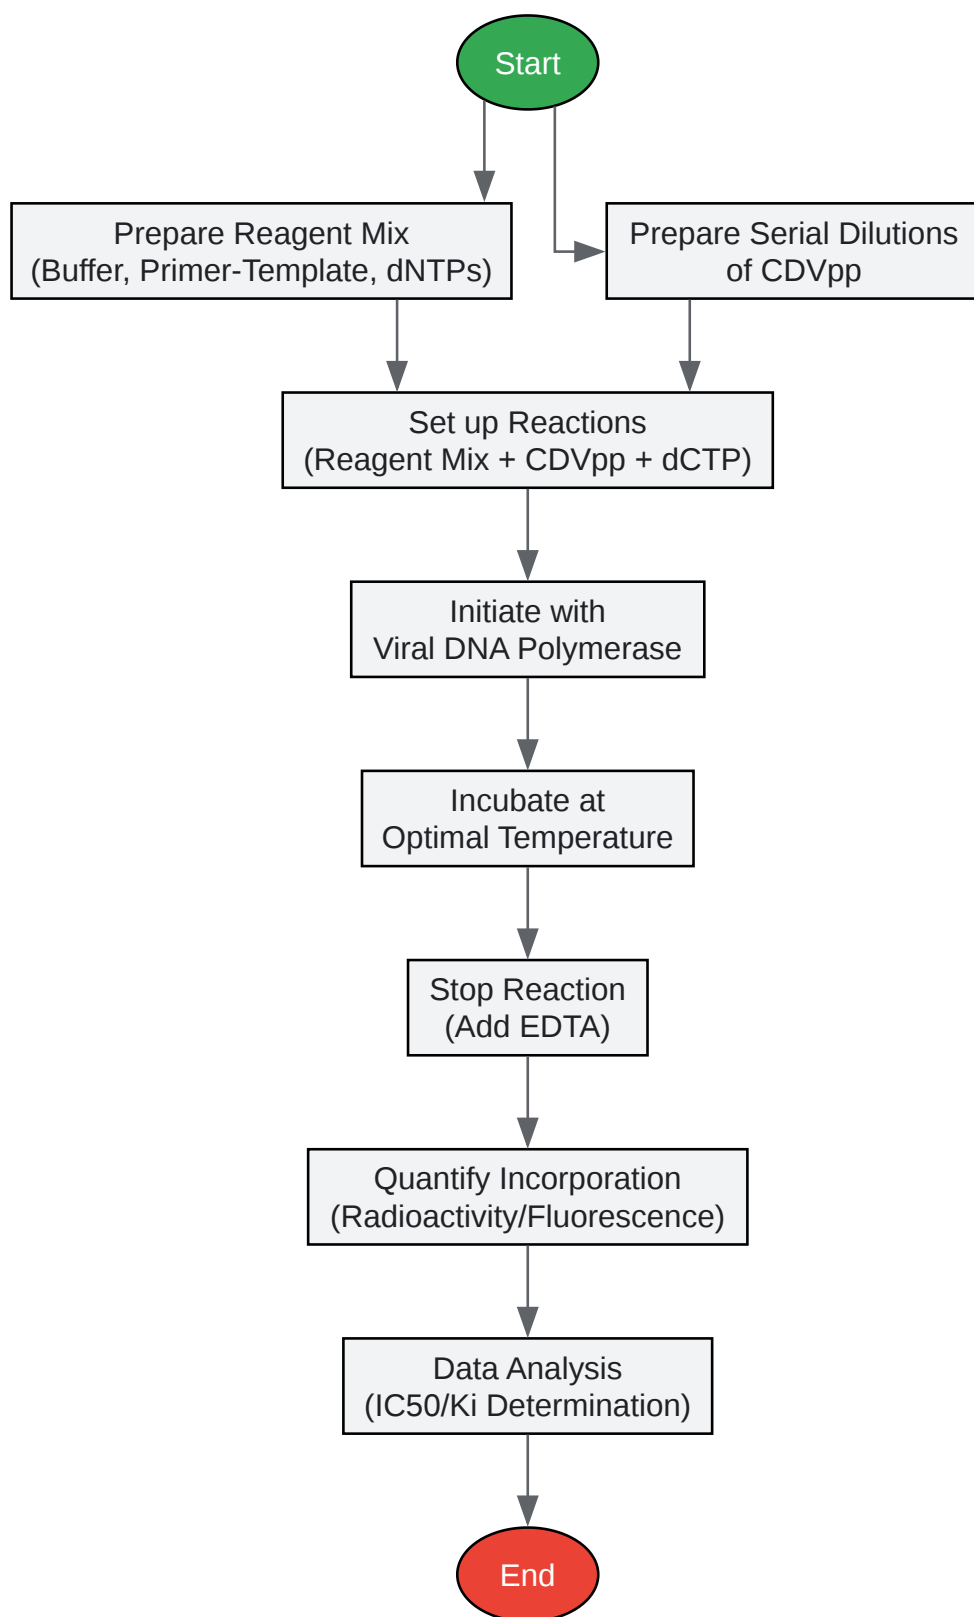 Start
Prepare Reagent Mix
(Buffer, Primer-Template, dNTPs)
Prepare Serial Dilutions
of CDVpp
Set up Reactions
(Reagent Mix + CDVpp + dCTP)
Initiate with
Viral DNA Polymerase
Incubate at
Optimal Temperature
Stop Reaction
(Add EDTA)
Quantify Incorporation
(Radioactivity/Fluorescence)
Data Analysis
(IC50/Ki Determination)
End